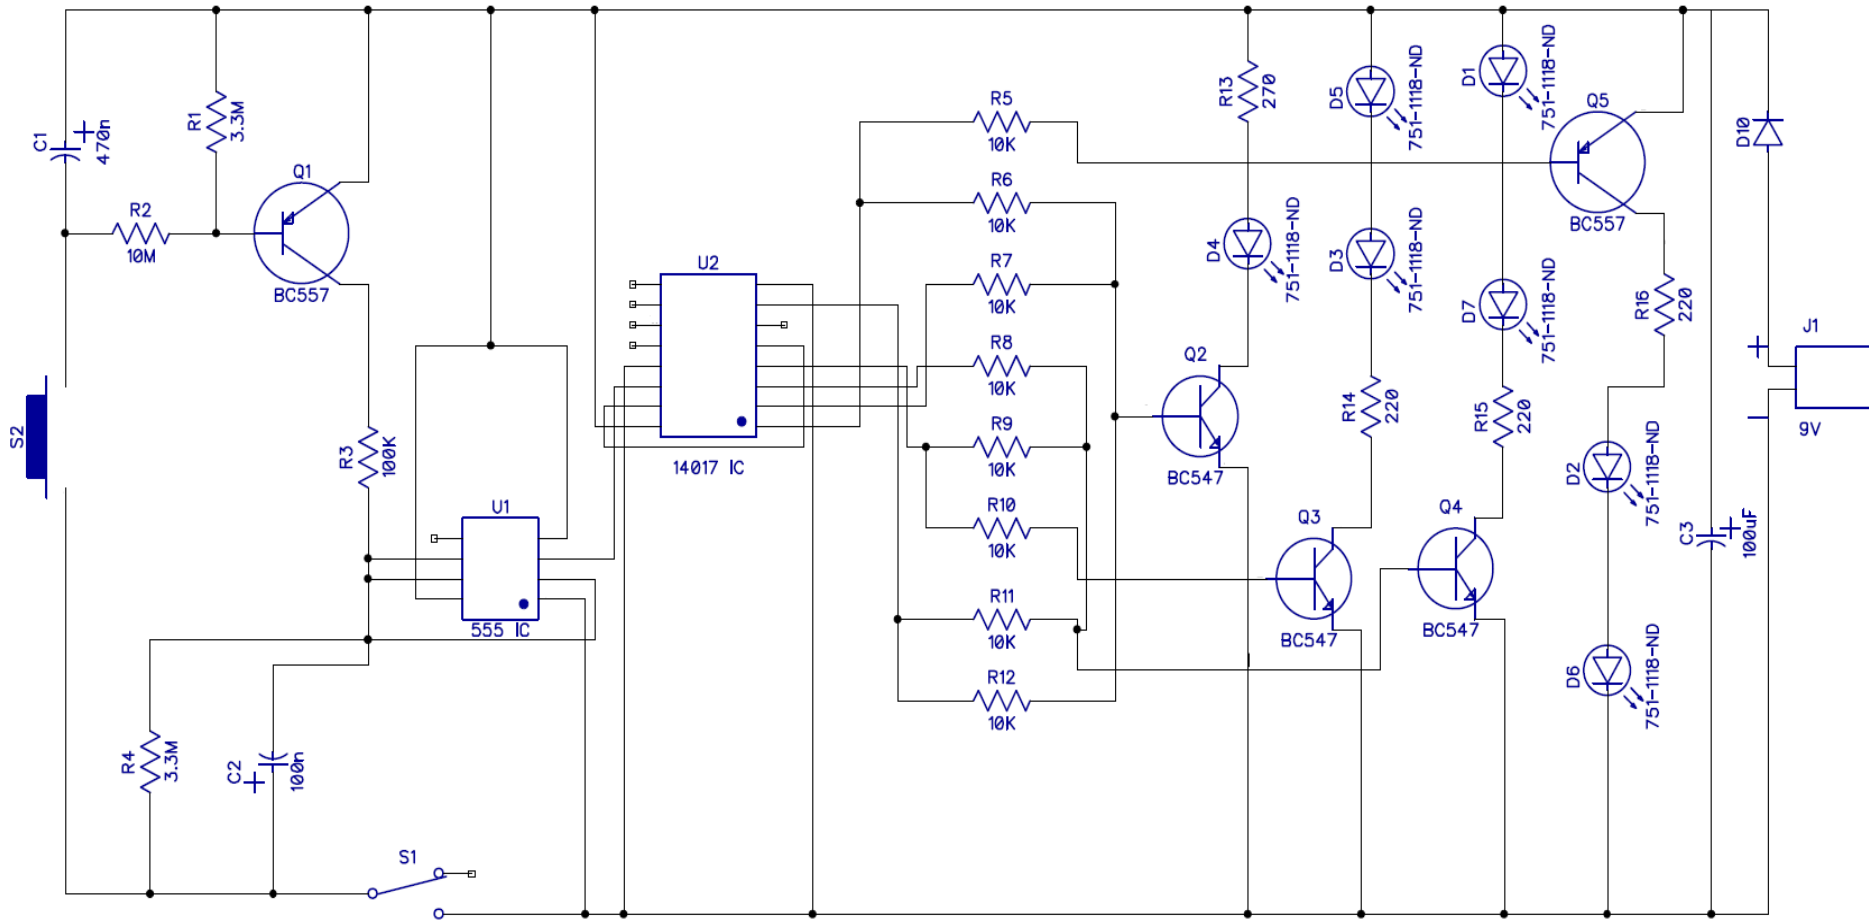 C1
470n
R1
3.3M
R2
10M
Q1
BC557
S2
R3
100K
U1
555 IC
R4
3.3M
C2
100n
S1
U2
14017 IC
R5
10K
R6
10K
R7
10K
R8
10K
R9
10K
R10
10K
R11
10K
R12
10K
R13
270
D4
751-1118-ND
Q2
BC547
D5
751-1118-ND
D3
751-1118-ND
R14
220
Q3
BC547
D1
751-1118-ND
D7
751-1118-ND
R15
220
Q4
BC547
Q5
BC557
R16
220
D2
751-1118-ND
D6
751-1118-ND
C3
100uF
D10
J1
9V